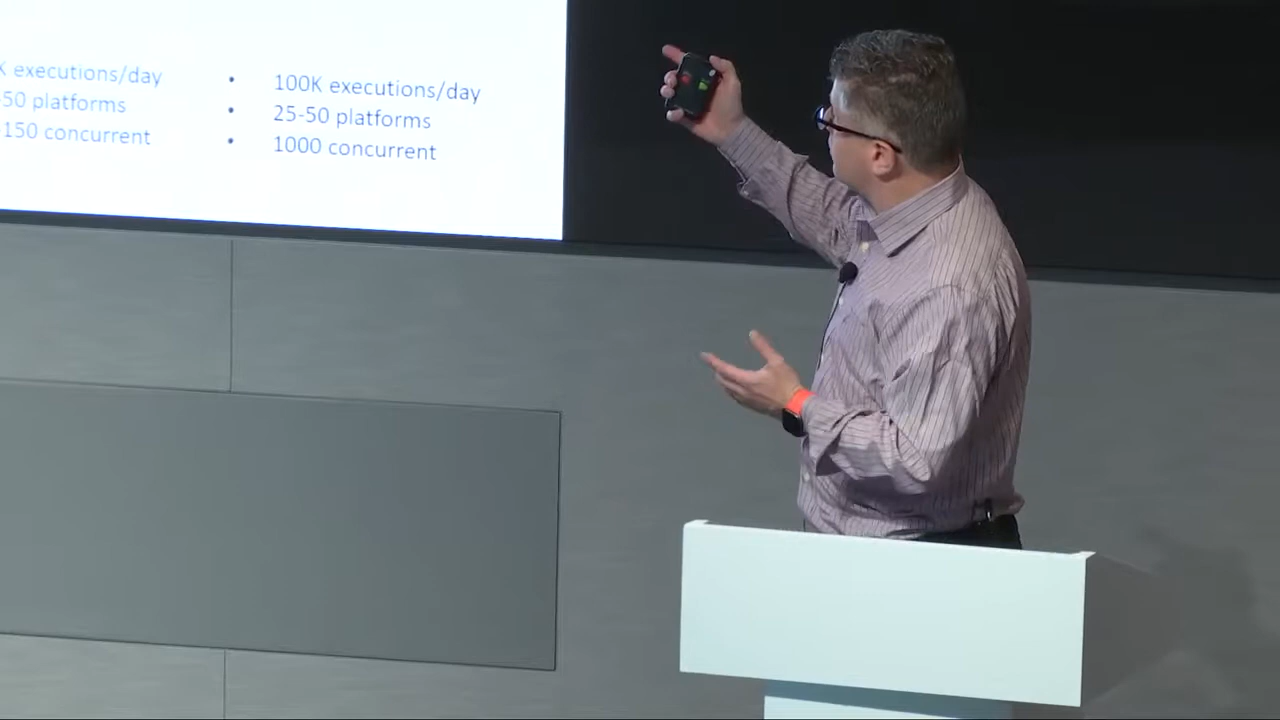 K executions/day
-50 platforms
-150 concurrent
• 100K executions/day
• 25-50 platforms
• 1000 concurrent